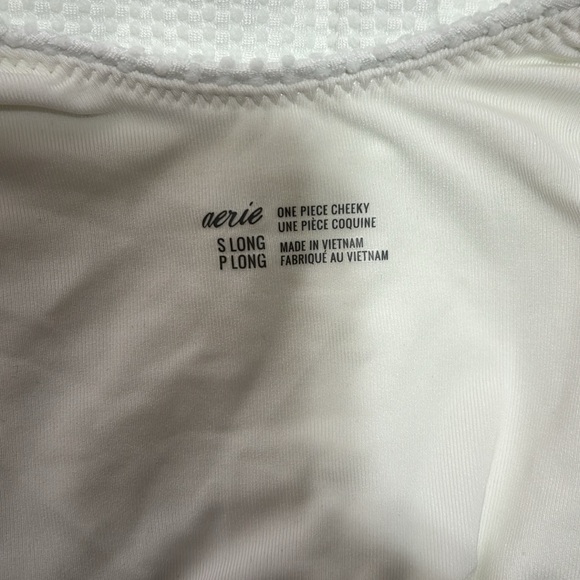 aerie ONE PIECE CHEEKY
UNE PIÈCE COQUINE
S LONG MADE IN VIETNAM
P LONG FABRIQUÉ AU VIETNAM